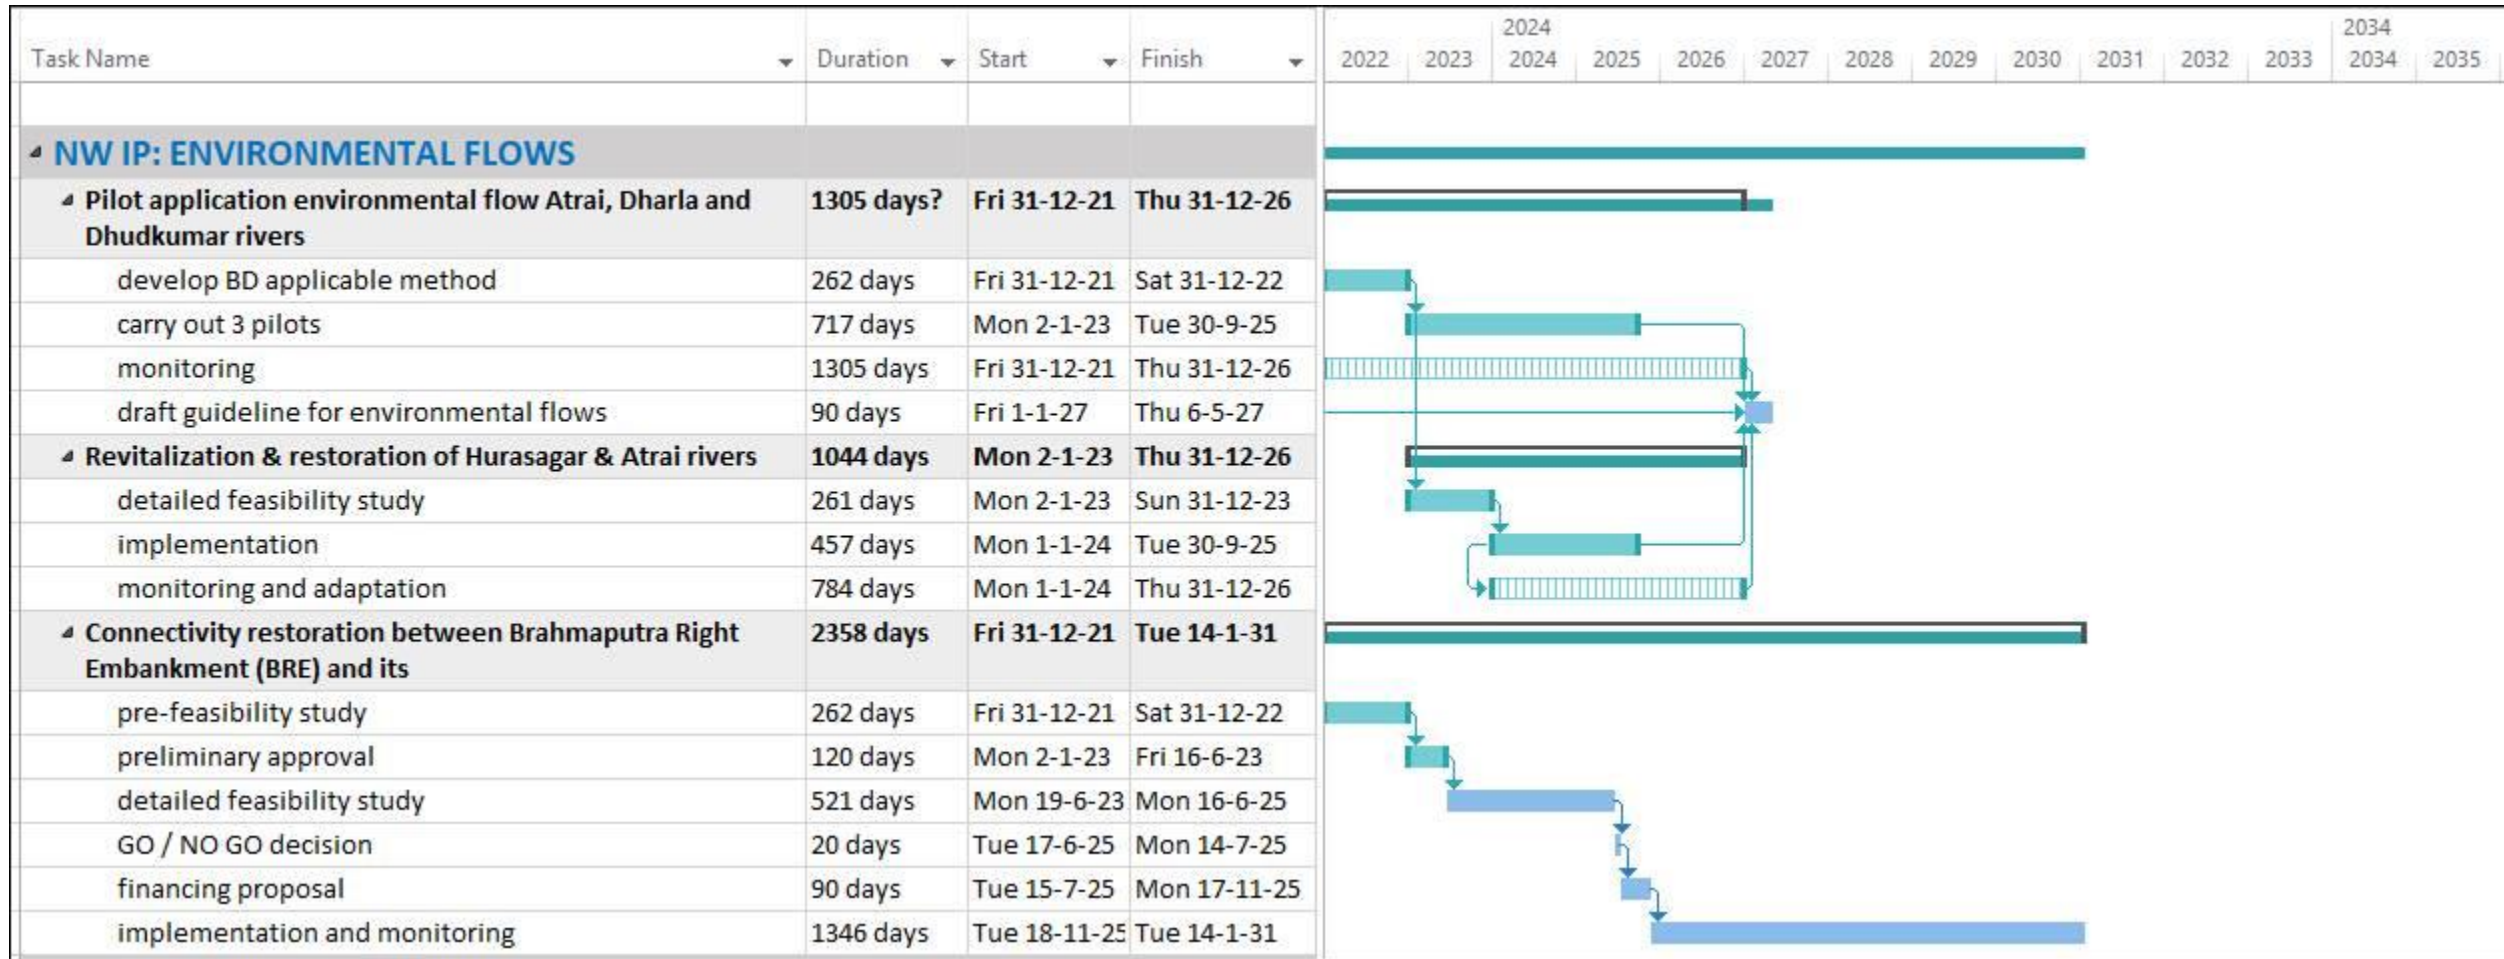 2024 2034
Task Name Duration Start Finish 2022 2023 2024 2025 2026 2027 2028 2029 2030 2031 2032 2033 2034 2035
NW IP: ENVIRONMENTAL FLOWS
Pilot application environmental flow Atrai, Dharla and 1305 days? Fri 31-12-21 Thu 31-12-26
Dhudkumar rivers
develop BD applicable method 262 days Fri 31-12-21 Sat 31-12-22
carry out 3 pilots 717 days Mon 2-1-23 Tue 30-9-25
monitoring 1305 days Fri 31-12-21 Thu 31-12-26
draft guideline for environmental flows 90 days Fri 1-1-27 Thu 6-5-27
Revitalization & restoration of Hurasagar & Atrai rivers 1044 days Mon 2-1-23 Thu 31-12-26
detailed feasibility study 261 days Mon 2-1-23 Sun 31-12-23
implementation 457 days Mon 1-1-24 Tue 30-9-25
monitoring and adaptation 784 days Mon 1-1-24 Thu 31-12-26
Connectivity restoration between Brahmaputra Right 2358 days Fri 31-12-21 Tue 14-1-31
Embankment (BRE) and its
pre-feasibility study 262 days Fri 31-12-21 Sat 31-12-22
preliminary approval 120 days Mon 2-1-23 Fri 16-6-23
detailed feasibility study 521 days Mon 19-6-23 Mon 16-6-25
GO / NO GO decision 20 days Tue 17-6-25 Mon 14-7-25
financing proposal 90 days Tue 15-7-25 Mon 17-11-25
implementation and monitoring 1346 days Tue 18-11-25 Tue 14-1-31